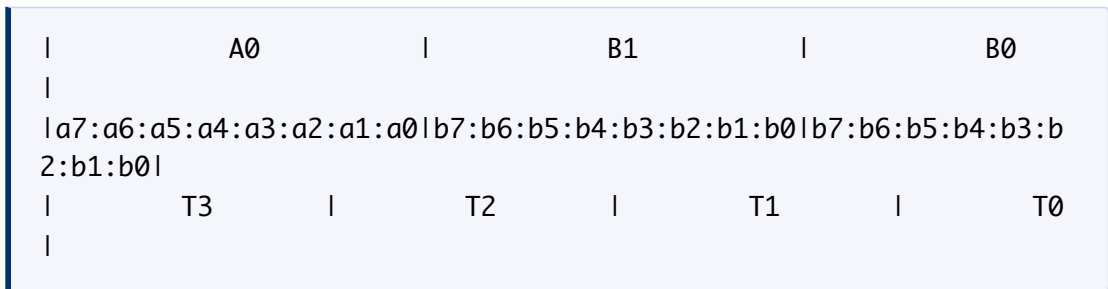 |           A0           |           B1           |           B0
|
|a7:a6:a5:a4:a3:a2:a1:a0|b7:b6:b5:b4:b3:b2:b1:b0|b7:b6:b5:b4:b3:b
2:b1:b0|
|        T3       |        T2       |        T1       |        T0
|